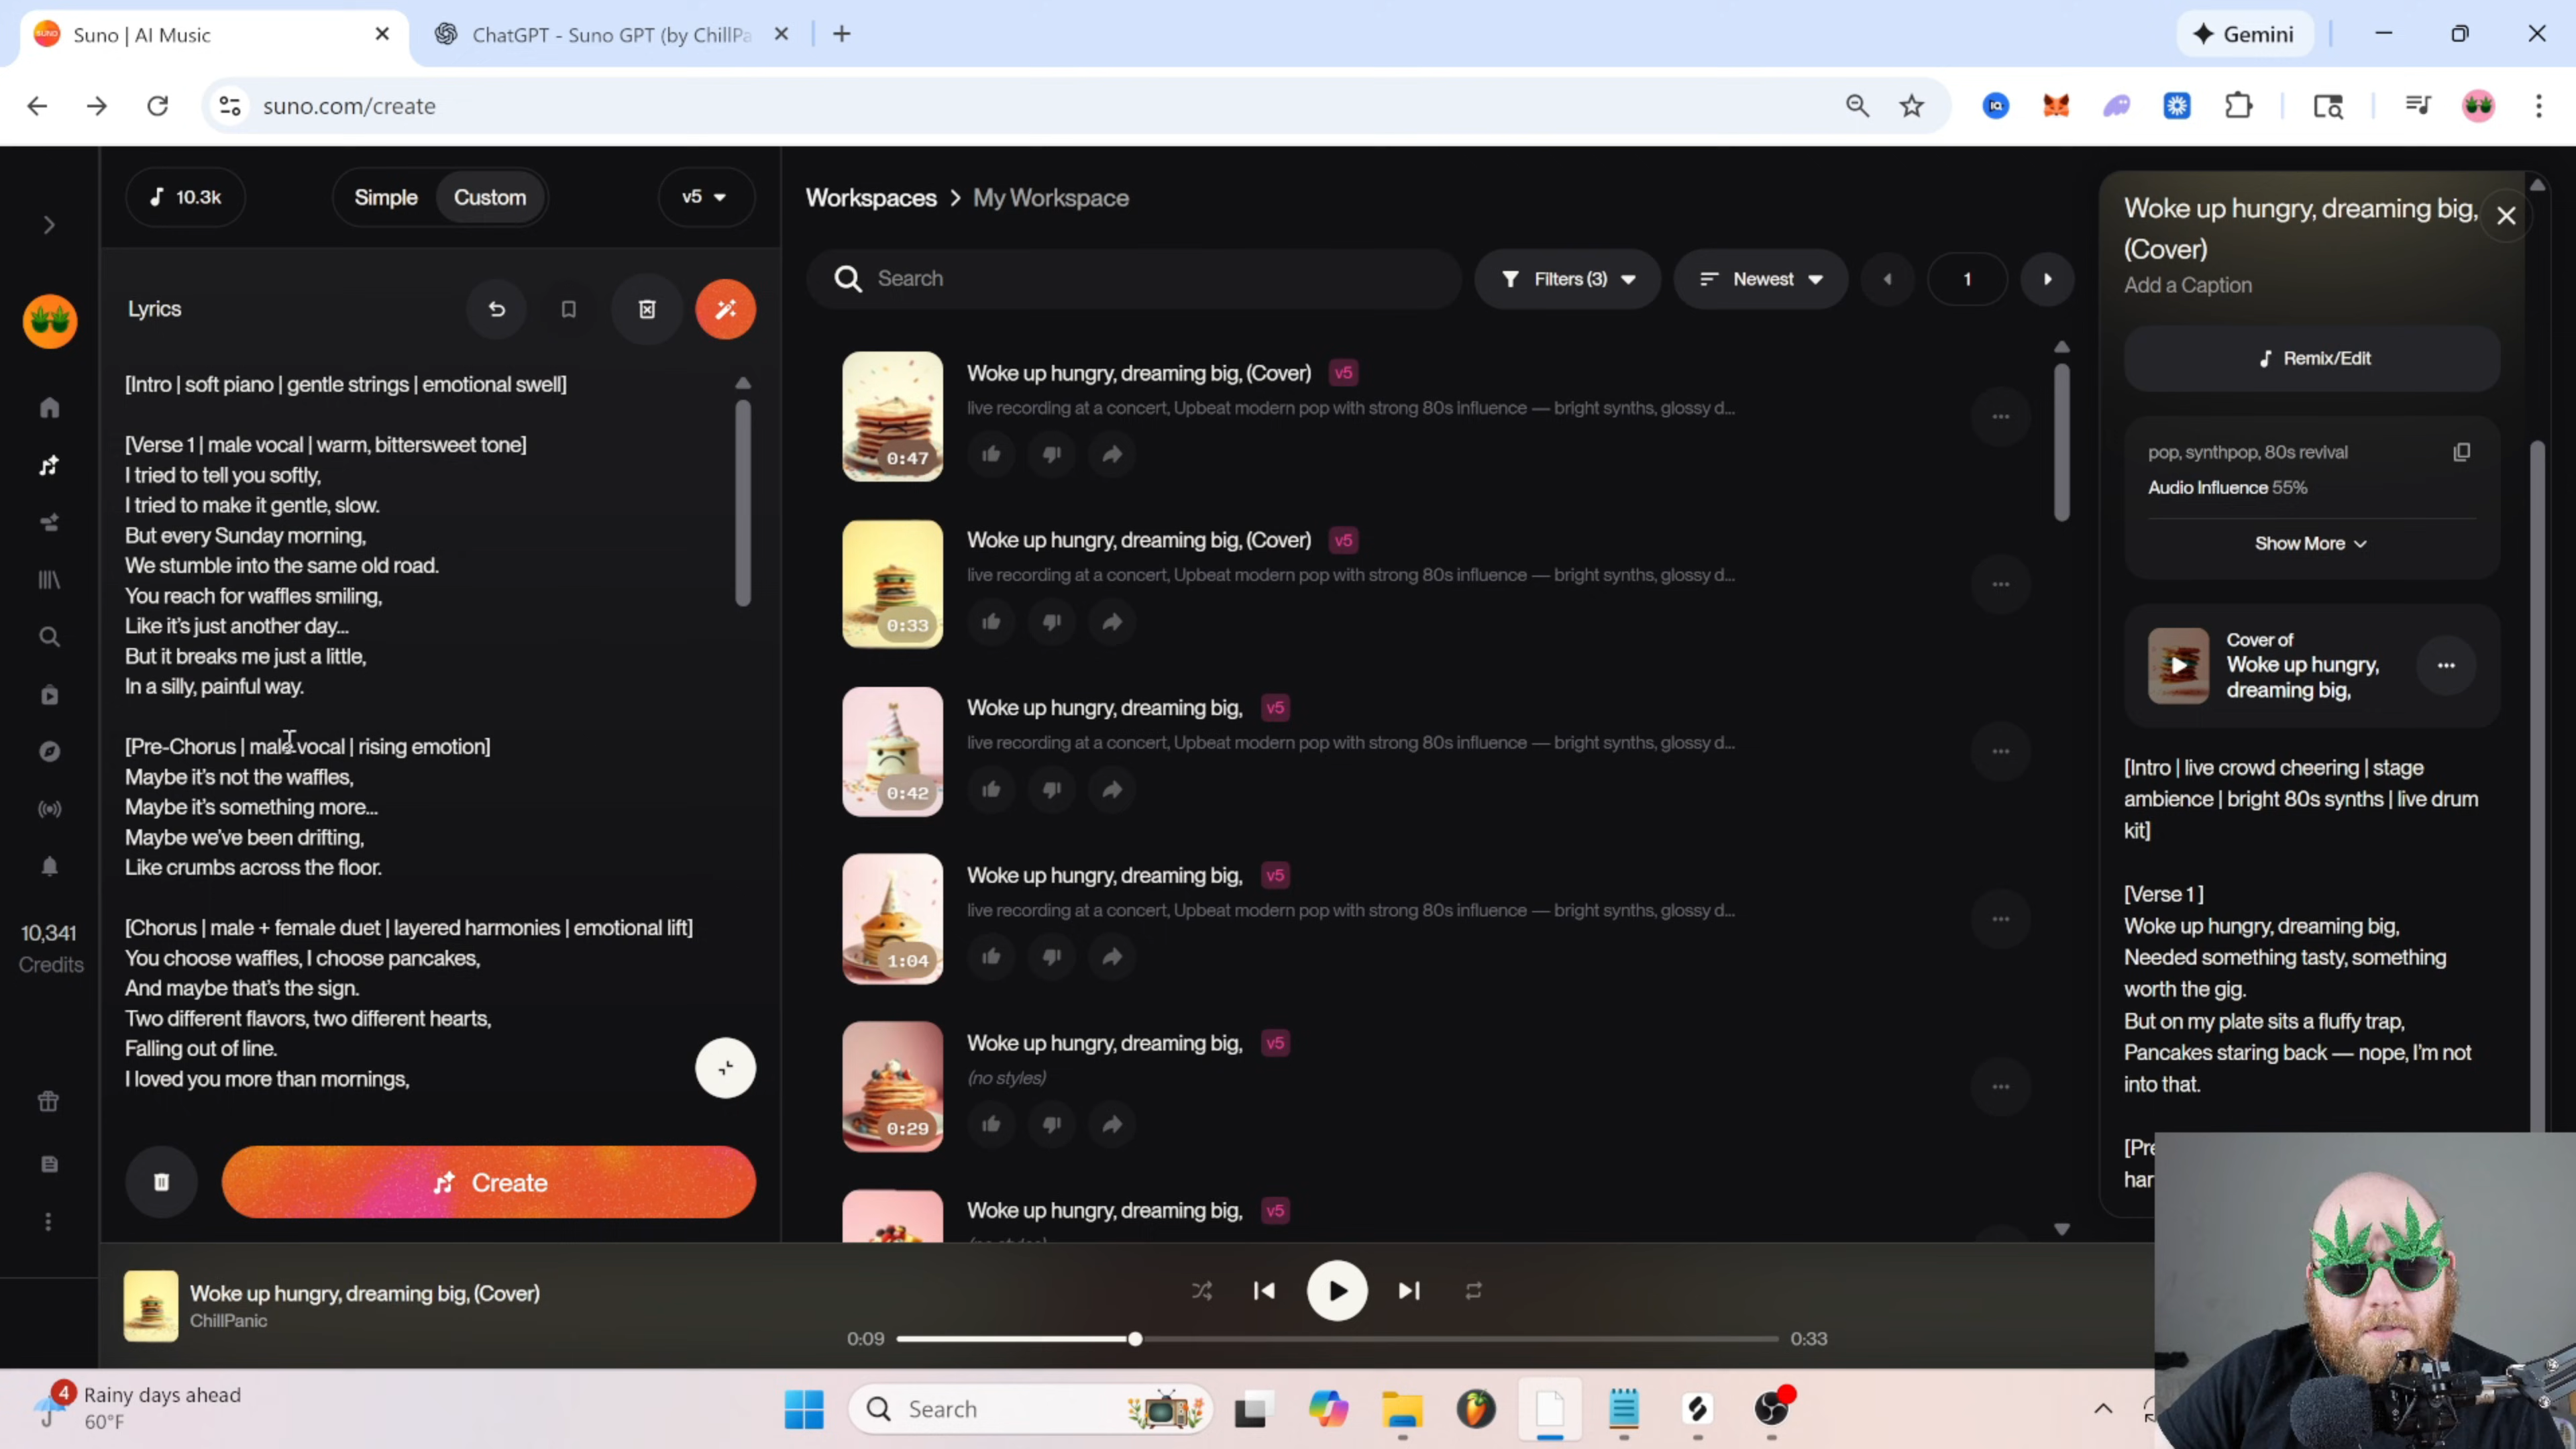 Suno | AI Music
ChatGPT - Suno GPT (by ChillPa
Gemini
suno.com/create
10.3k
Simple
Custom
v5
Lyrics
[Intro | soft piano | gentle strings | emotional swell]
[Verse 1 | male vocal | warm, bittersweet tone]
I tried to tell you softly,
I tried to make it gentle, slow.
But every Sunday morning,
We stumble into the same old road.
You reach for waffles smiling,
Like it's just another day...
But it breaks me just a little,
In a silly, painful way.
[Pre-Chorus | male vocal | rising emotion]
Maybe it's not the waffles,
Maybe it's something more...
Maybe we've been drifting,
Like crumbs across the floor.
[Chorus | male + female duet | layered harmonies | emotional lift]
You choose waffles, I choose pancakes,
And maybe that's the sign.
Two different flavors, two different hearts,
Falling out of line.
I loved you more than mornings,
Create
10,341
Credits
Workspaces > My Workspace
Search
Filters (3)
Newest
1
Woke up hungry, dreaming big, (Cover) v5
live recording at a concert, Upbeat modern pop with strong 80s influence — bright synths, glossy d...
0:47
Woke up hungry, dreaming big, (Cover) v5
live recording at a concert, Upbeat modern pop with strong 80s influence — bright synths, glossy d...
0:33
Woke up hungry, dreaming big, v5
live recording at a concert, Upbeat modern pop with strong 80s influence — bright synths, glossy d...
0:42
Woke up hungry, dreaming big, v5
live recording at a concert, Upbeat modern pop with strong 80s influence — bright synths, glossy d...
1:04
Woke up hungry, dreaming big, v5
(no styles)
0:29
Woke up hungry, dreaming big, v5
(no styles)
Woke up hungry, dreaming big,
(Cover)
Add a Caption
Remix/Edit
pop, synthpop, 80s revival
Audio Influence 55%
Show More
Cover of
Woke up hungry,
dreaming big,
[Intro | live crowd cheering | stage
ambience | bright 80s synths | live drum
kit]
[Verse 1 ]
Woke up hungry, dreaming big,
Needed something tasty, something
worth the gig.
But on my plate sits a fluffy trap,
Pancakes staring back — nope, I'm not
into that.
[Pre
har
Woke up hungry, dreaming big, (Cover)
ChillPanic
0:09
0:33
4
Rainy days ahead
60°F
Search